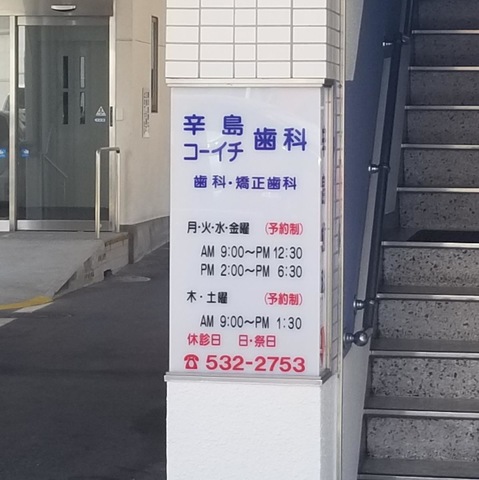 辛島
コーイチ 歯科
歯科・矯正歯科
月・火・水・金曜 (予約制)
AM 9:00〜PM 12:30
PM 2:00〜PM 6:30
木・土曜 (予約制)
AM 9:00〜PM 1:30
休診日 日・祭日
☎532-2753